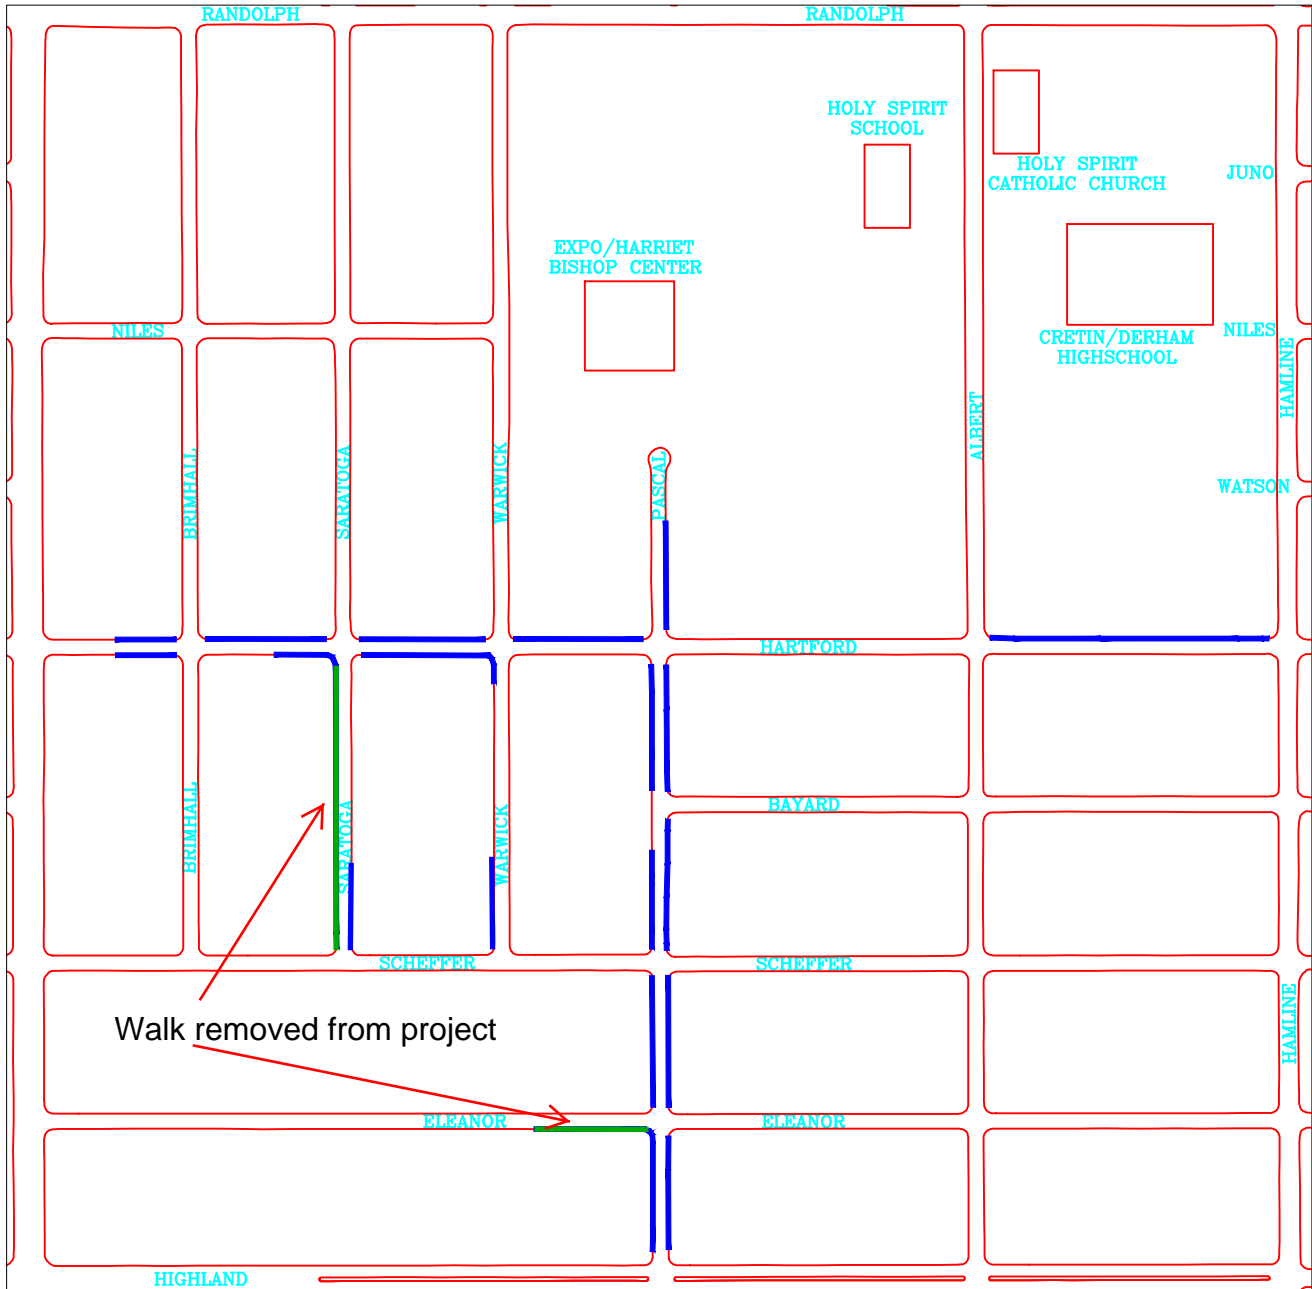 RANDOLPH
RANDOLPH
HOLY SPIRIT
SCHOOL
HOLY SPIRIT
CATHOLIC CHURCH
JUNO
EXPO/HARRIET
BISHOP CENTER
NILES
CRETIN/DERHAM
HIGHSCHOOL
NILES
HAMLINE
ALBERT
BRIMHALL
SARATOGA
WARWICK
PASCAL
WATSON
HARTFORD
BAYARD
BRIMHALL
SARATOGA
WARWICK
SCHEFFER
SCHEFFER
HAMLINE
Walk removed from project
ELEANOR
ELEANOR
HIGHLAND